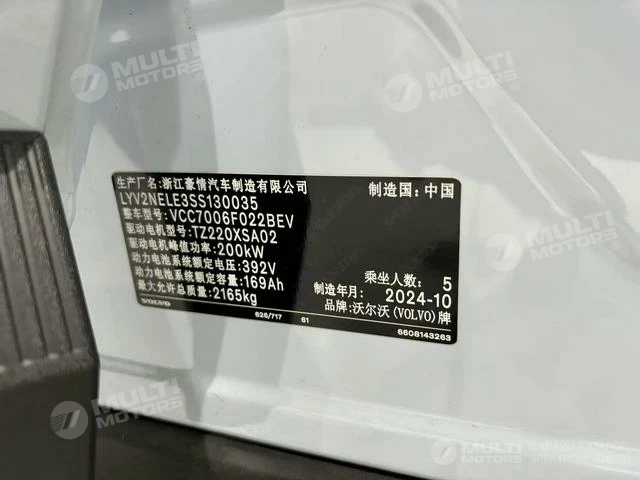 MULTI MOTORS
MULTI MOTORS
生产厂名:浙江豪情汽车制造有限公司 制造国:中国
LYV2NELE3SS130035
整车型号:VCC7006F022BEV
驱动电机型号:TZ220XSA02
驱动电机峰值功率:200kW
动力电池系统额定电压:392V
动力电池系统额定容量:169Ah 乘坐人数: 5
最大允许总质量:2165kg 制造年月: 2024-10
VOLVO 品牌:沃尔沃(VOLVO)牌
626/717 61 6608143263
MULTI MOTORS
MULTI MOTORS